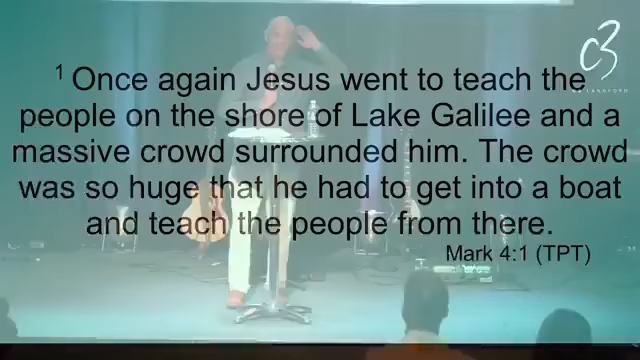 c3
¹ Once again Jesus went to teach the
people on the shore of Lake Galilee and a
massive crowd surrounded him. The crowd
was so huge that he had to get into a boat
and teach the people from there.
Mark 4:1 (TPT)